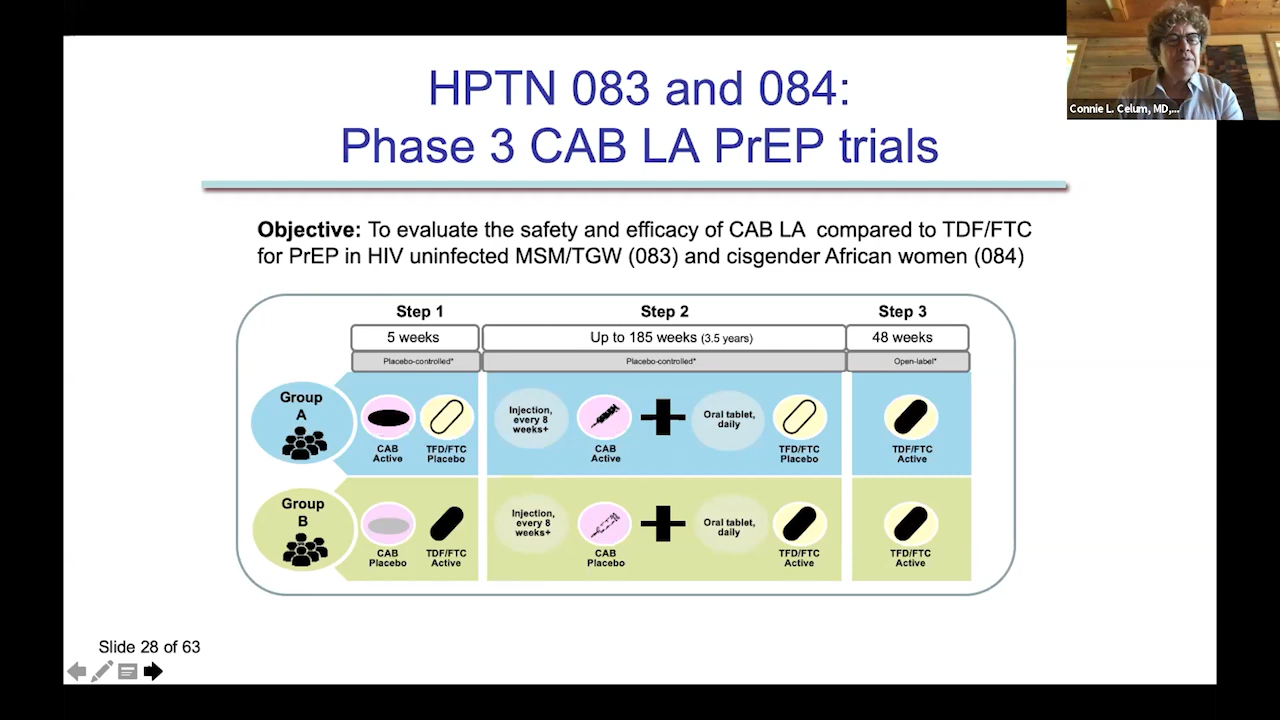 Connie L. Celum, MD,...
HPTN 083 and 084:
Phase 3 CAB LA PrEP trials
Objective: To evaluate the safety and efficacy of CAB LA compared to TDF/FTC
for PrEP in HIV uninfected MSM/TGW (083) and cisgender African women (084)
Step 1
Step 2
Step 3
5 weeks
Up to 185 weeks (3.5 years)
48 weeks
Placebo-controlled*
Placebo-controlled*
Open-label*
Group
A
CAB
Active
TFD/FTC
Placebo
Injection,
every 8
weeks+
CAB
Active
Oral tablet,
daily
TFD/FTC
Placebo
TDF/FTC
Active
Group
B
CAB
Placebo
TDF/FTC
Active
Injection,
every 8
weeks+
CAB
Placebo
Oral tablet,
daily
TFD/FTC
Active
TFD/FTC
Active
Slide 28 of 63